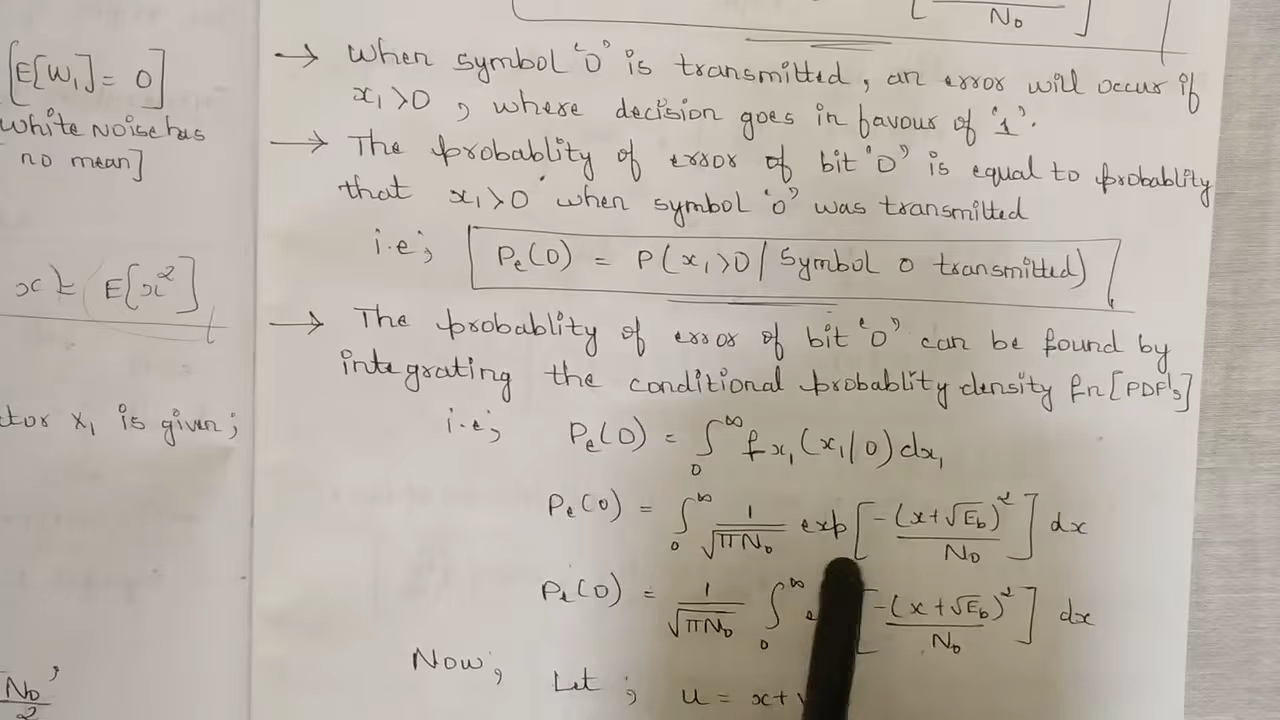 [E[W₁] = 0]
White Noise has
no mean]
x) = E[x²]
ctor X₁ is given;
N₀/2 ,
[ ―― / N₀ ]
→ When symbol '0' is transmitted, an error will occur if
x₁>0 , where decision goes in favour of '1'.
→ The probablity of error of bit '0' is equal to probablity
that x₁>0 when symbol '0' was transmitted
i.e; Pe(0) = P(x₁>0 | Symbol 0 transmitted)
→ The probablity of error of bit '0' can be found by
integrating the conditional probablity density fn [PDF's]
i.e; Pe(0) = ∫₀^∞ fx₁(x₁/0) dx₁
Pe(0) = ∫₀^∞ 1/√πN₀ exp[-(x+√Eb)²/N₀] dx
Pe(0) = 1/√πN₀ ∫₀^∞ e [-(x+√Eb)²/N₀] dx
Now, Let ; u = x+